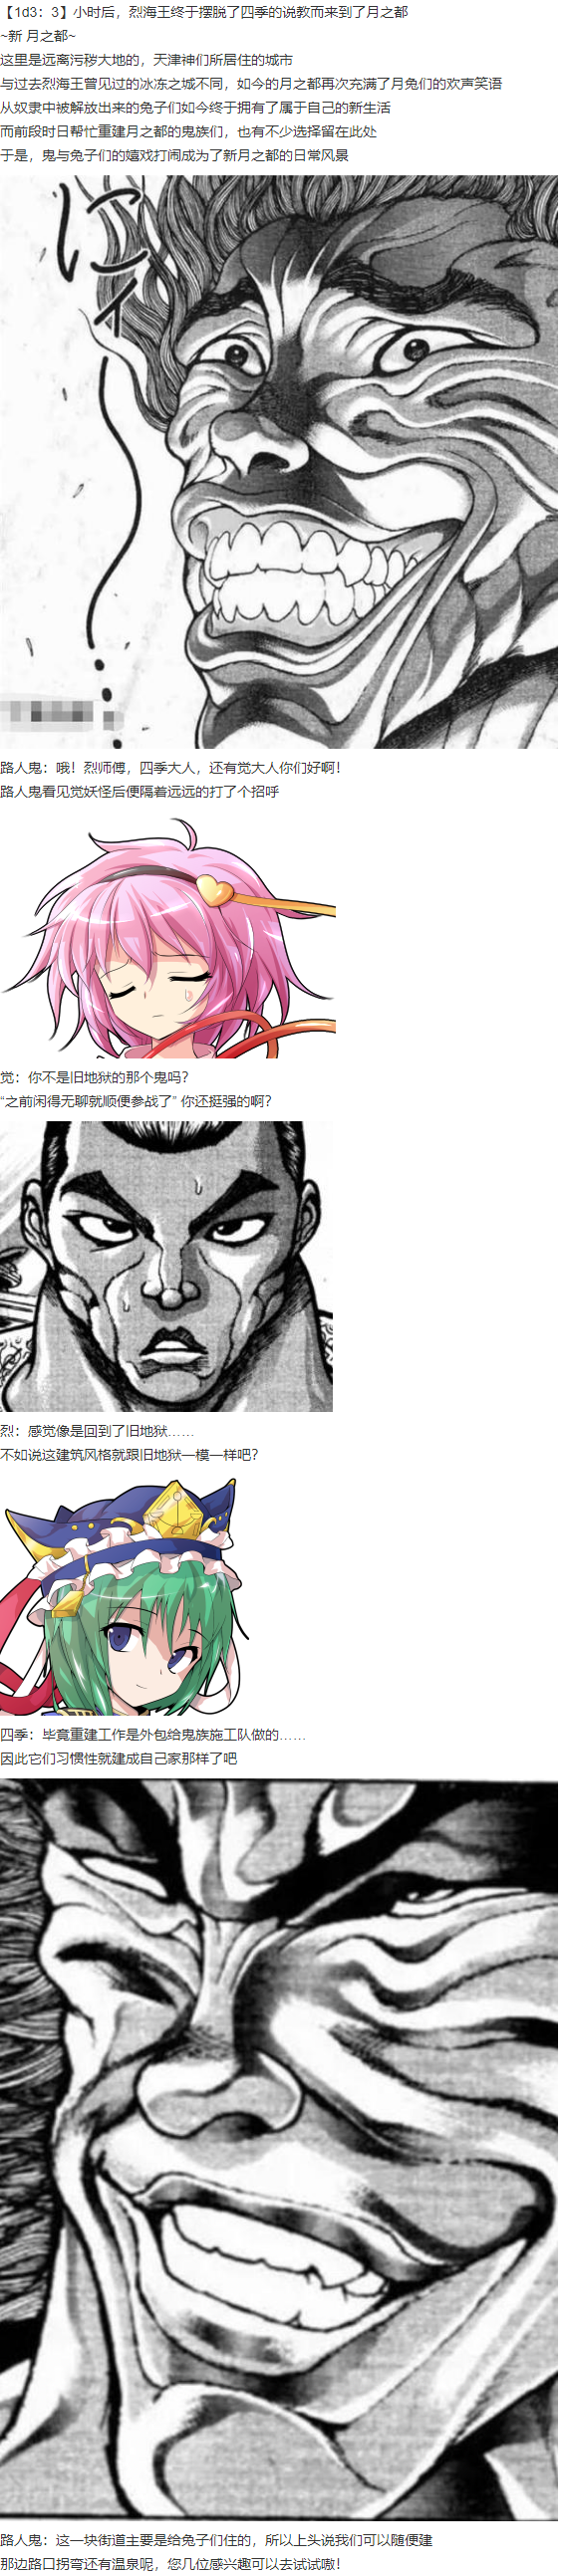 【1d3：3】小时后，烈海王终于摆脱了四季的说教而来到了月之都
~新 月之都~
这里是远离污秽大地的，天津神们所居住的城市
与过去烈海王曾见过的冰冻之城不同，如今的月之都再次充满了月兔们的欢声笑语
从奴隶中被解放出来的兔子们如今终于拥有了属于自己的新生活
而前段时日帮忙重建月之都的鬼族们，也有不少选择留在此处
于是，鬼与兔子们的嬉戏打闹成为了新月之都的日常风景
にィ
路人鬼：哦！烈师傅，四季大人，还有觉大人你们好啊！
路人鬼看见觉妖怪后便隔着远远的打了个招呼
觉：你不是旧地狱的那个鬼吗？
“之前闲得无聊就顺便参战了” 你还挺强的啊？
烈：感觉像是回到了旧地狱……
不如说这建筑风格就跟旧地狱一模一样吧？
四季：毕竟重建工作是外包给鬼族施工队做的……
因此它们习惯性就建成自己家那样了吧
路人鬼：这一块街道主要是给兔子们住的，所以上头说我们可以随便建
那边路口拐弯还有温泉呢，您几位感兴趣可以去试试嗷！